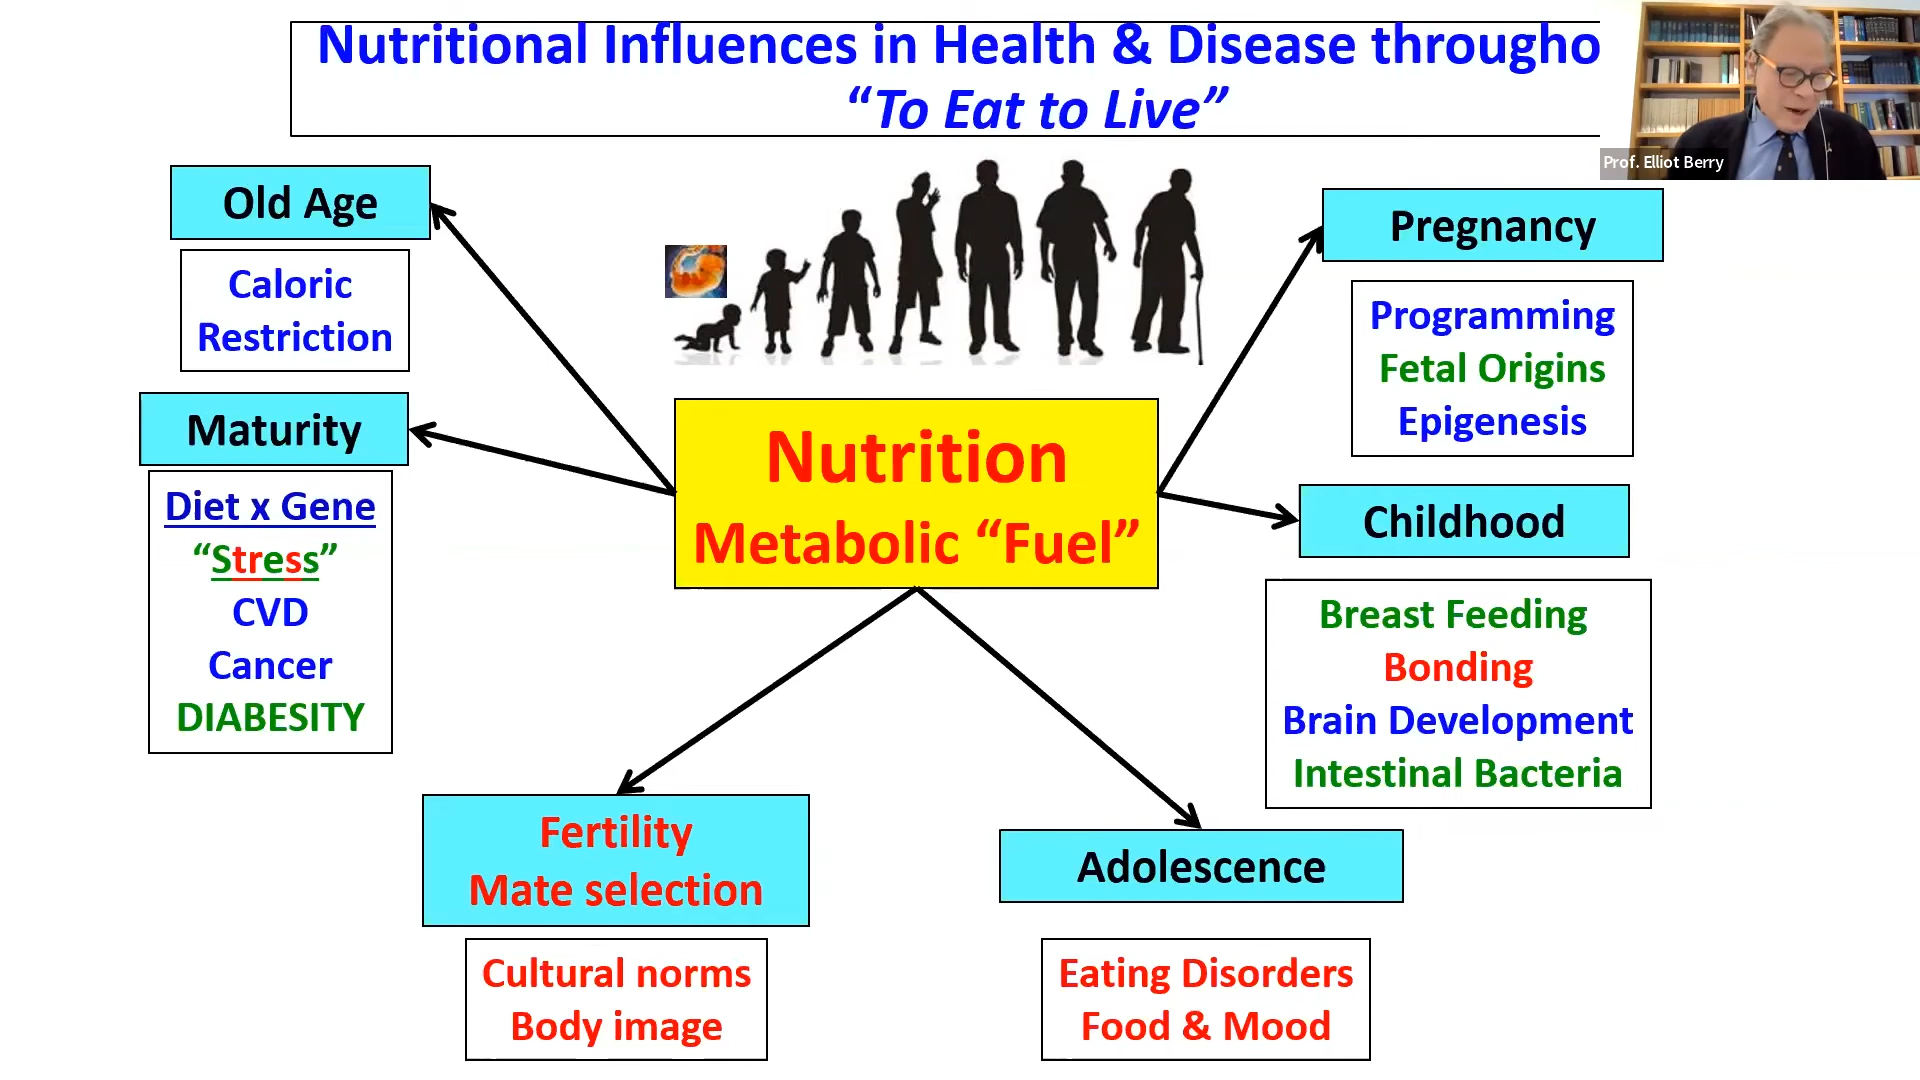 Nutritional Influences in Health & Disease througho
“To Eat to Live”
Prof. Elliot Berry
Old Age
Caloric
Restriction
Maturity
Diet x Gene
“Stress”
CVD
Cancer
DIABESITY
Nutrition
Metabolic “Fuel”
Pregnancy
Programming
Fetal Origins
Epigenesis
Childhood
Breast Feeding
Bonding
Brain Development
Intestinal Bacteria
Fertility
Mate selection
Cultural norms
Body image
Adolescence
Eating Disorders
Food & Mood